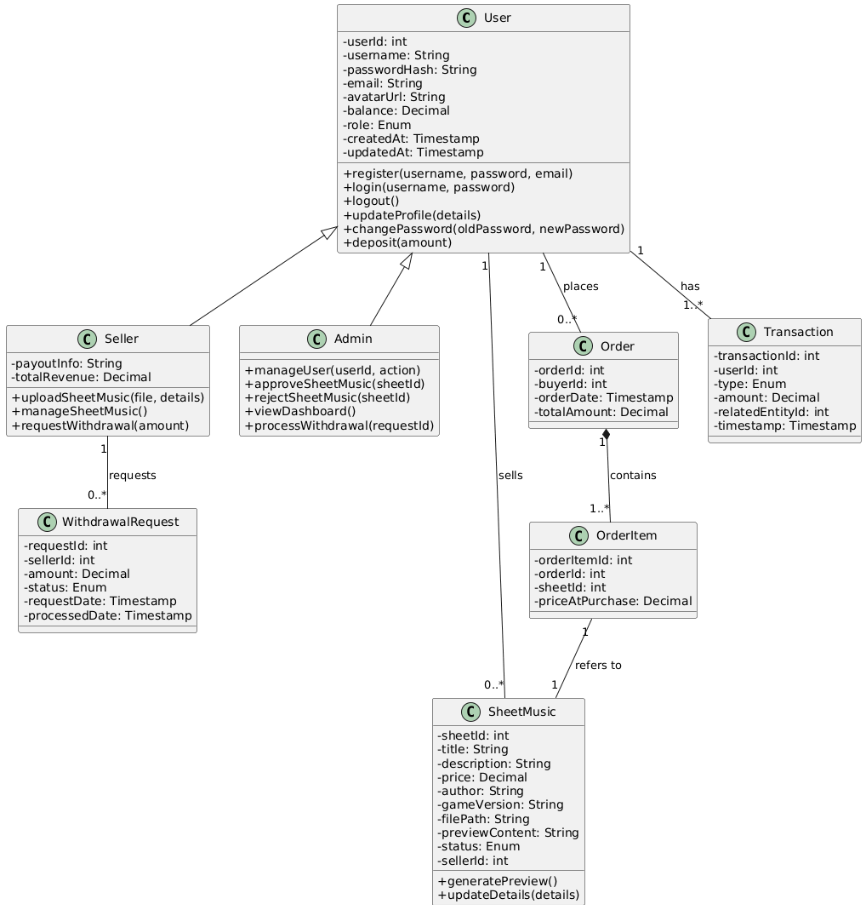 C User
-userId: int
-username: String
-passwordHash: String
-email: String
-avatarUrl: String
-balance: Decimal
-role: Enum
-createdAt: Timestamp
-updatedAt: Timestamp
+register(username, password, email)
+login(username, password)
+logout()
+updateProfile(details)
+changePassword(oldPassword, newPassword)
+deposit(amount)
1
1
1
places
has
0..*
1..*
C Seller
-payoutInfo: String
-totalRevenue: Decimal
+uploadSheetMusic(file, details)
+manageSheetMusic()
+requestWithdrawal(amount)
C Admin
+manageUser(userId, action)
+approveSheetMusic(sheetId)
+rejectSheetMusic(sheetId)
+viewDashboard()
+processWithdrawal(requestId)
C Order
-orderId: int
-buyerId: int
-orderDate: Timestamp
-totalAmount: Decimal
C Transaction
-transactionId: int
-userId: int
-type: Enum
-amount: Decimal
-relatedEntityId: int
-timestamp: Timestamp
1
requests
0..*
sells
1
contains
1..*
C WithdrawalRequest
-requestId: int
-sellerId: int
-amount: Decimal
-status: Enum
-requestDate: Timestamp
-processedDate: Timestamp
C OrderItem
-orderItemId: int
-orderId: int
-sheetId: int
-priceAtPurchase: Decimal
1
refers to
0..*
1
C SheetMusic
-sheetId: int
-title: String
-description: String
-price: Decimal
-author: String
-gameVersion: String
-filePath: String
-previewContent: String
-status: Enum
-sellerId: int
+generatePreview()
+updateDetails(details)